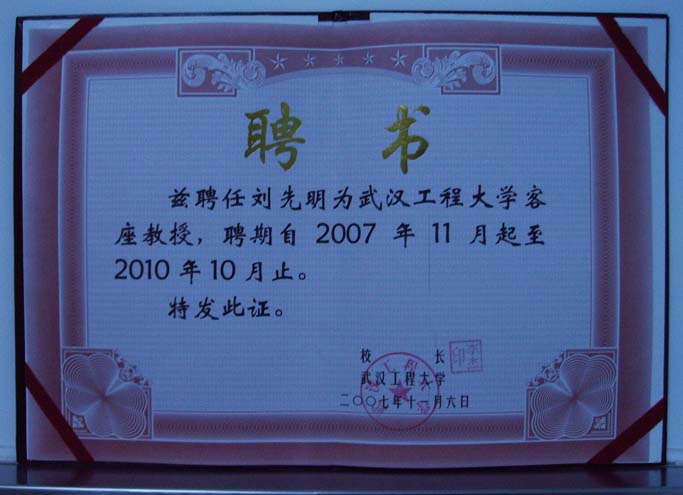 聘 书
兹聘任刘先明为武汉工程大学客
座教授，聘期自 2007 年 11 月起至
2010 年 10 月止。
特发此证。
校 长
武汉工程大学
二〇〇七年十一月六日